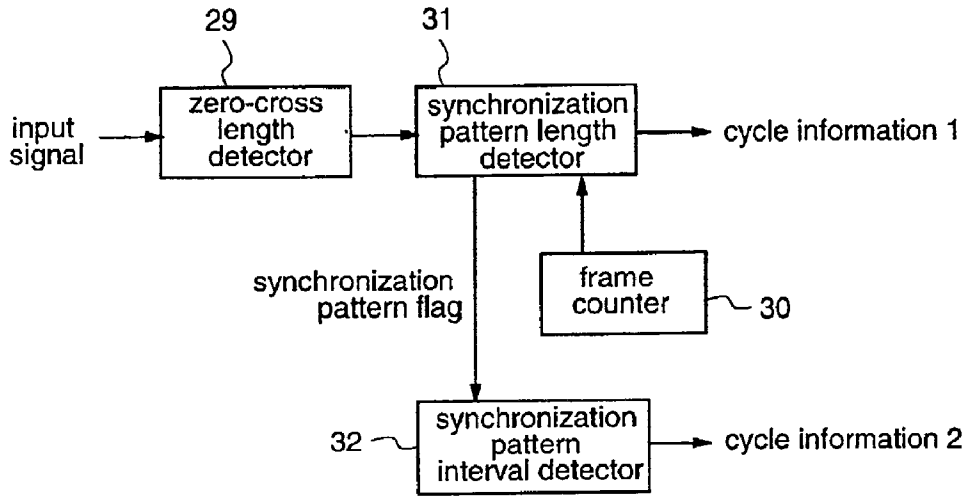 29
31
input
signal
zero-cross
length
detector
synchronization
pattern length
detector
cycle information 1
synchronization
pattern flag
frame
counter
30
32
synchronization
pattern
interval detector
cycle information 2